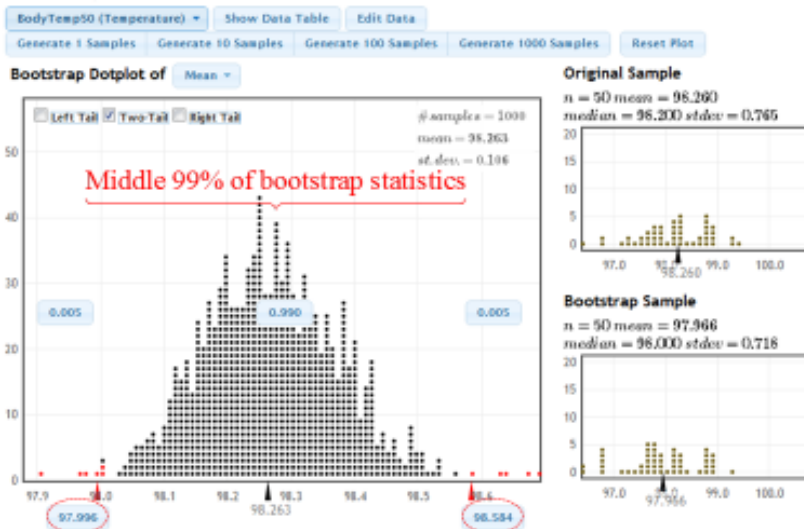 BodyTemp50 (Temperature) Show Data Table Edit Data
Generate 1 Samples Generate 10 Samples Generate 100 Samples Generate 1000 Samples Reset Plot
Bootstrap Dotplot of Mean
Left Tail Two-Tail Right Tail
# samples = 1000
mean = 98.263
st.dev. = 0.106
Middle 99% of bootstrap statistics
50
40
30
20
10
0
0.005 0.990 0.005
97.9 98.0 98.1 98.2 98.3 98.4 98.5 98.6
97.996 98.263 98.584
Original Sample
n = 50 mean = 98.260
median = 98.200 stdev = 0.765
20
15
10
5
0
97.0 98.0 99.0 100.0
98.260
Bootstrap Sample
n = 50 mean = 97.966
median = 98.000 stdev = 0.718
20
15
10
5
0
97.0 99.0 100.0
97.966